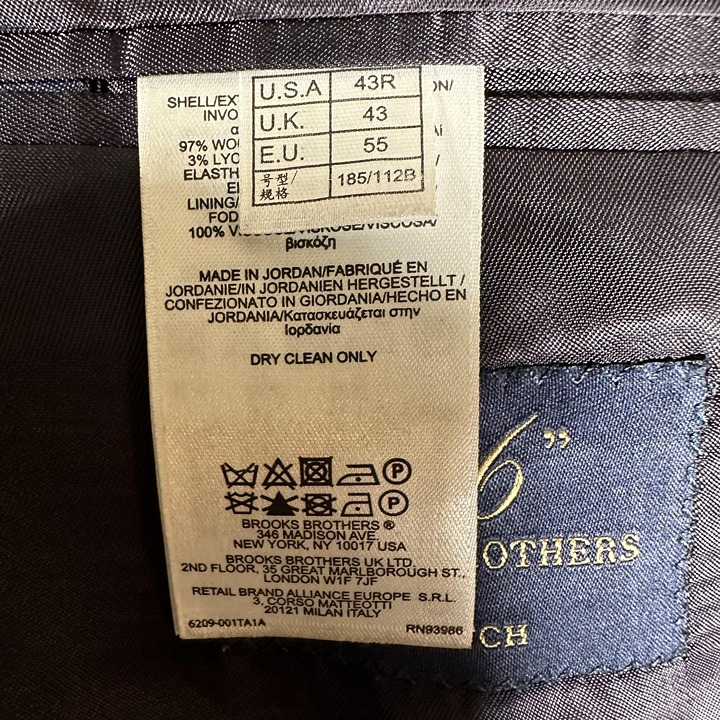 U.S.A 43R
U.K. 43
E.U. 55
号型/ 185/112B
规格
SHELL/EX
INVO
97% WO
3% LYC
ELASTH
LINING/
FOD
100% V
βισκόζη
MADE IN JORDAN/FABRIQUÉ EN
JORDANIE/IN JORDANIEN HERGESTELLT /
CONFEZIONATO IN GIORDANIA/HECHO EN
JORDANIA/Κατασκευάζεται στην
Ιορδανία
DRY CLEAN ONLY
P
P
BROOKS BROTHERS ®
346 MADISON AVE.
NEW YORK, NY 10017 USA
BROOKS BROTHERS UK LTD.
2ND FLOOR, 35 GREAT MARLBOROUGH ST.,
LONDON W1F 7JF
RETAIL BRAND ALLIANCE EUROPE S.R.L.
3, CORSO MATTEOTTI
20121 MILAN ITALY
6209-001TA1A RN93986
6”
OTHERS
CH